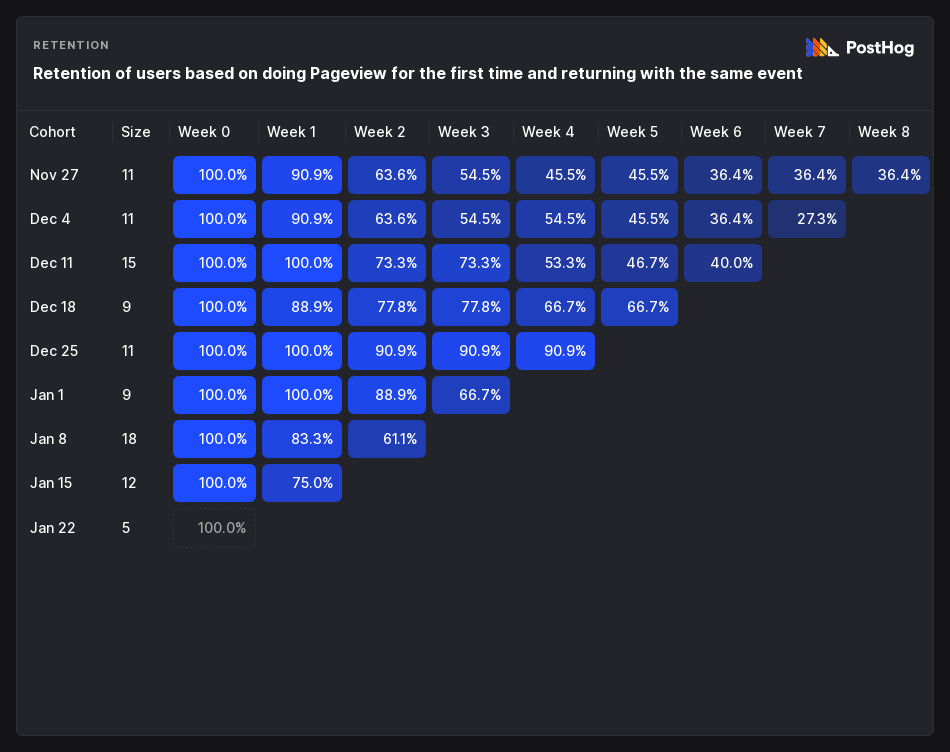 RETENTION
PostHog
Retention of users based on doing Pageview for the first time and returning with the same event
Cohort Size Week 0 Week 1 Week 2 Week 3 Week 4 Week 5 Week 6 Week 7 Week 8
Nov 27 11 100.0% 90.9% 63.6% 54.5% 45.5% 45.5% 36.4% 36.4% 36.4%
Dec 4 11 100.0% 90.9% 63.6% 54.5% 54.5% 45.5% 36.4% 27.3%
Dec 11 15 100.0% 100.0% 73.3% 73.3% 53.3% 46.7% 40.0%
Dec 18 9 100.0% 88.9% 77.8% 77.8% 66.7% 66.7%
Dec 25 11 100.0% 100.0% 90.9% 90.9% 90.9%
Jan 1 9 100.0% 100.0% 88.9% 66.7%
Jan 8 18 100.0% 83.3% 61.1%
Jan 15 12 100.0% 75.0%
Jan 22 5 100.0%